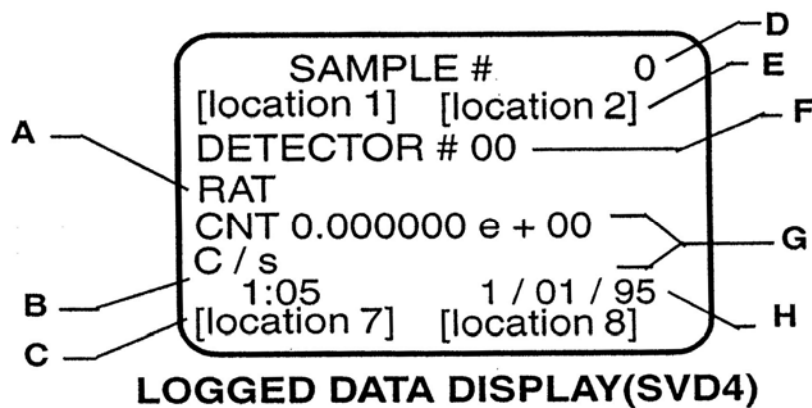 D
SAMPLE # 0
E
[location 1] [location 2]
F
A
DETECTOR # 00
RAT
CNT 0.000000 e + 00
G
C / s
B
1:05 1 / 01 / 95
H
C
[location 7] [location 8]
LOGGED DATA DISPLAY(SVD4)